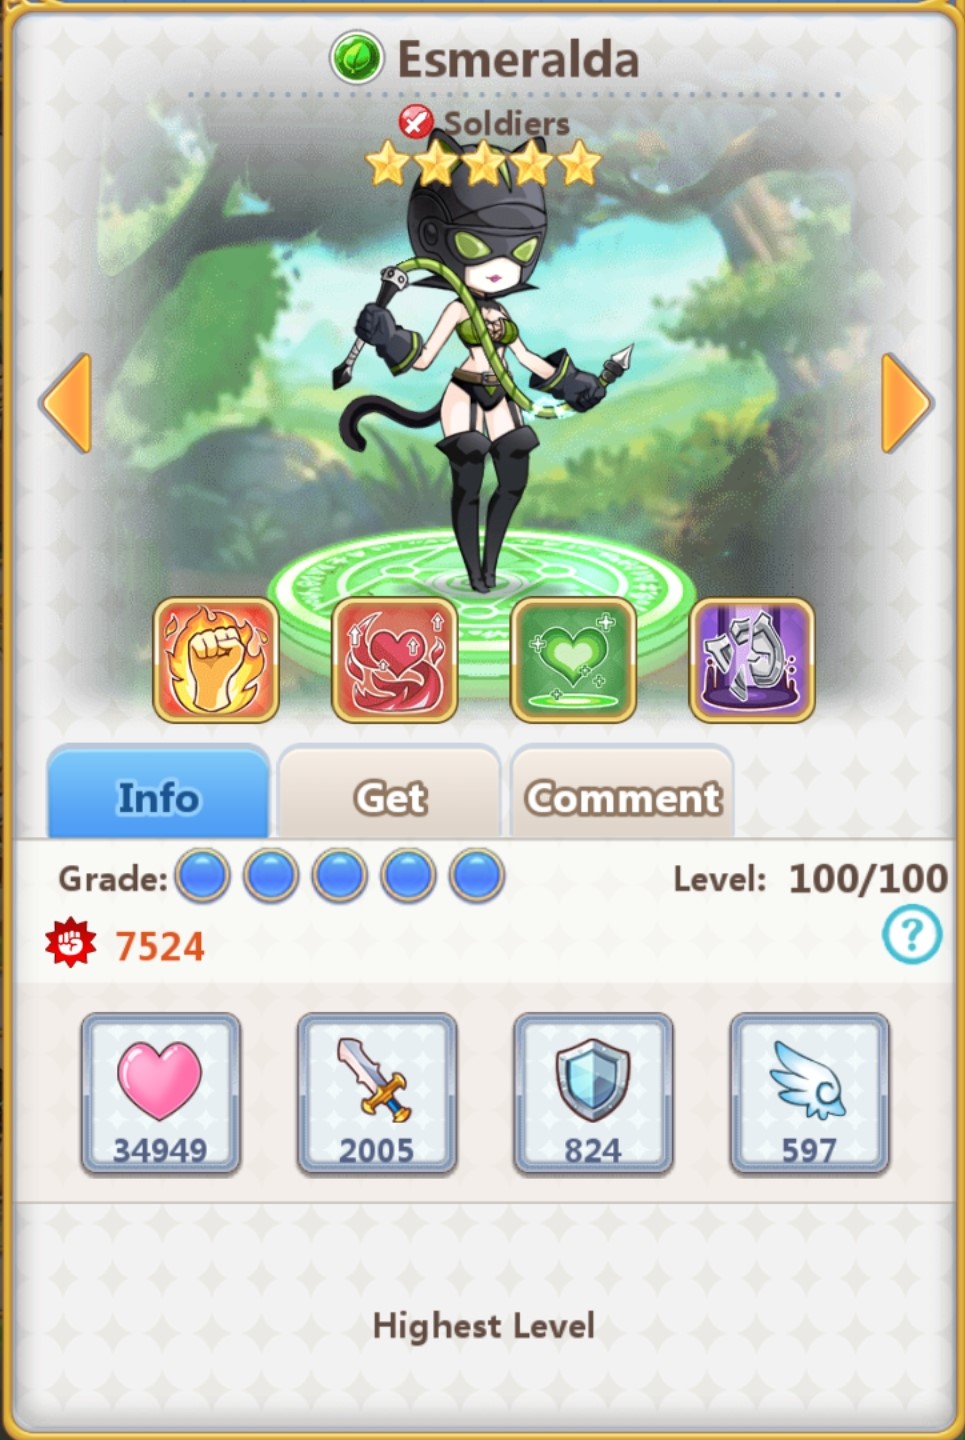 Esmeralda
Soldiers
Info Get Comment
Grade: Level: 100/100
7524 ?
34949 2005 824 597
Highest Level